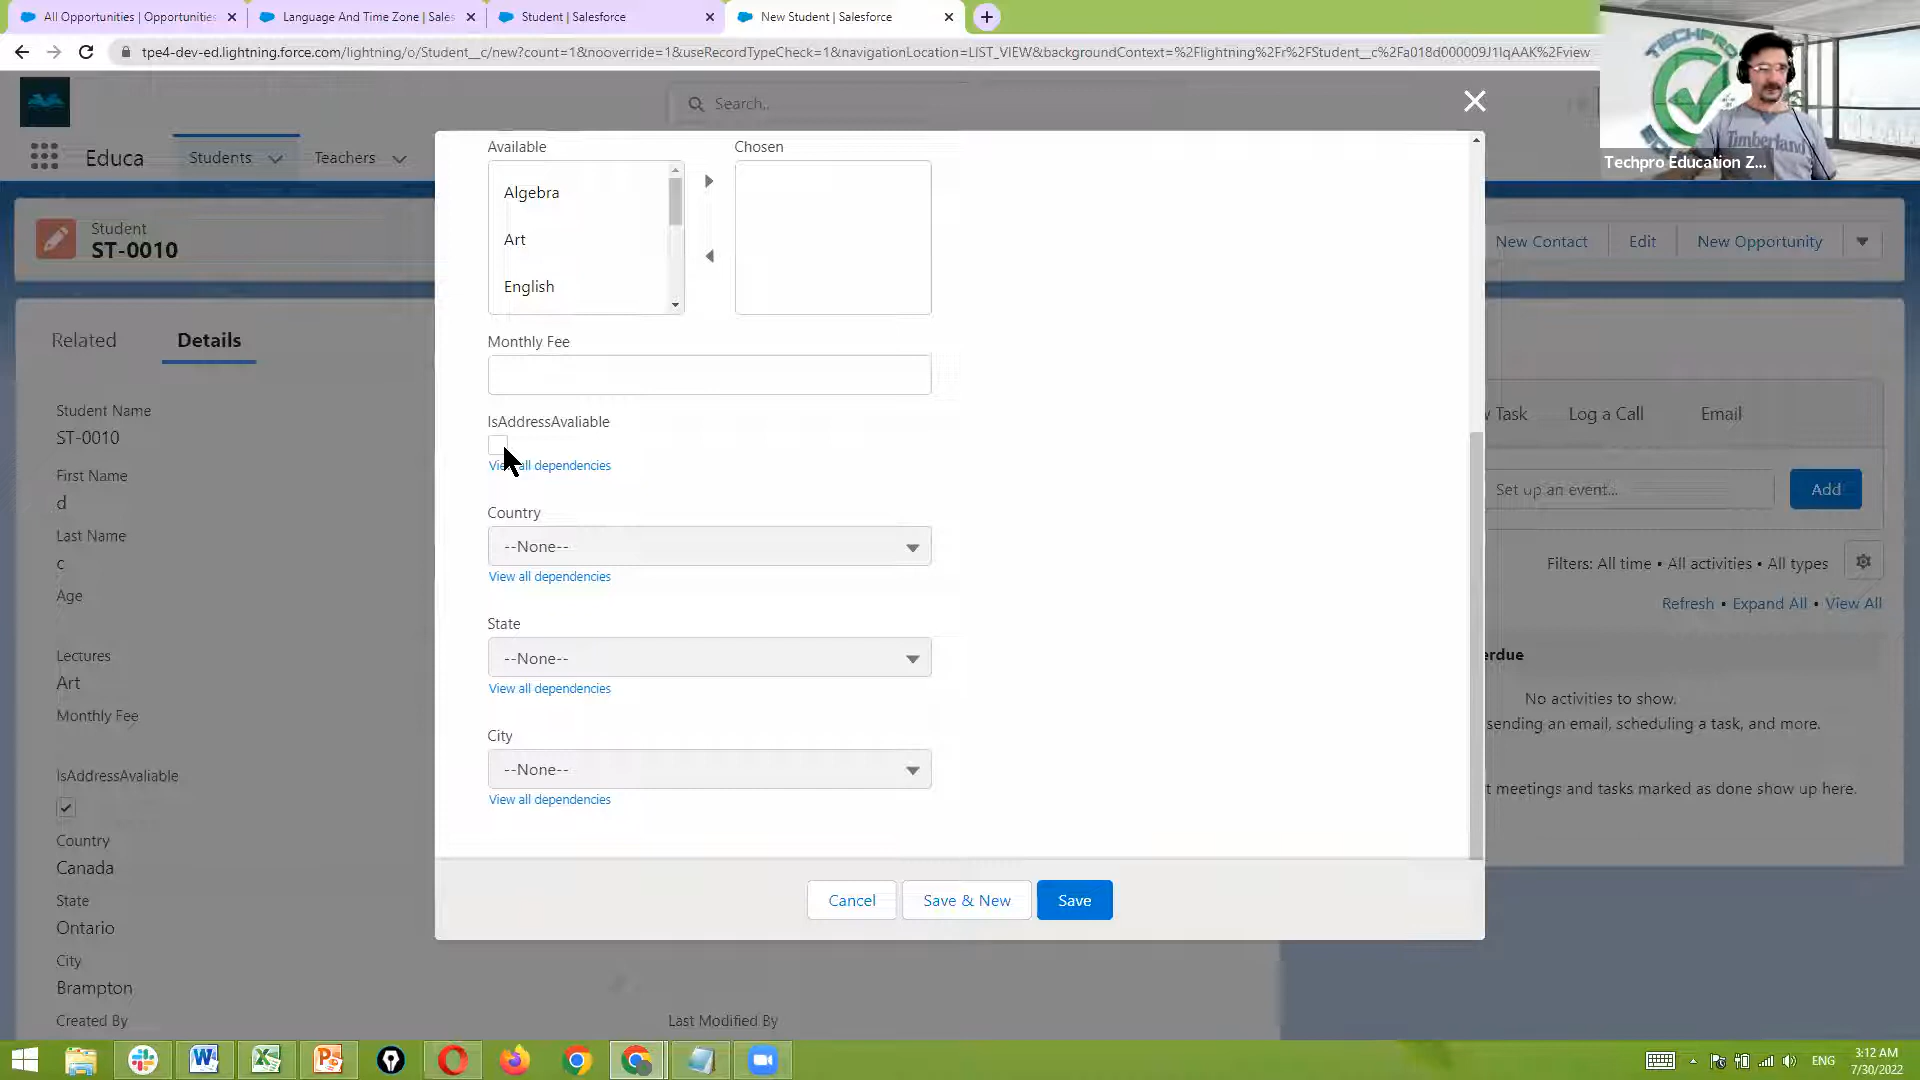 All Opportunities | Opportunities
Language And Time Zone | Sales
Student | Salesforce
New Student | Salesforce
tpe4-dev-ed.lightning.force.com/lightning/o/Student__c/new?count=1&nooverride=1&useRecordTypeCheck=1&navigationLocation=LIST_VIEW&backgroundContext=%2Flightning%2Fr%2FStudent__c%2Fa018d000009J1IqAAK%2Fview
TECHPRO
Timberland
Techpro Education Z...
Search..
Educa
Students
Teachers
Student
ST-0010
New Contact
Edit
New Opportunity
Related
Details
Student Name
ST-0010
First Name
d
Last Name
c
Age
Lectures
Art
Monthly Fee
IsAddressAvaliable
Country
Canada
State
Ontario
City
Brampton
Created By
Last Modified By
Available
Chosen
Algebra
Art
English
Monthly Fee
IsAddressAvaliable
View all dependencies
Country
--None--
View all dependencies
State
--None--
View all dependencies
City
--None--
View all dependencies
Cancel
Save & New
Save
Task
Log a Call
Email
Set up an event...
Add
Filters: All time • All activities • All types
Refresh • Expand All • View All
erdue
No activities to show.
sending an email, scheduling a task, and more.
t meetings and tasks marked as done show up here.
ENG
3:12 AM
7/30/2022